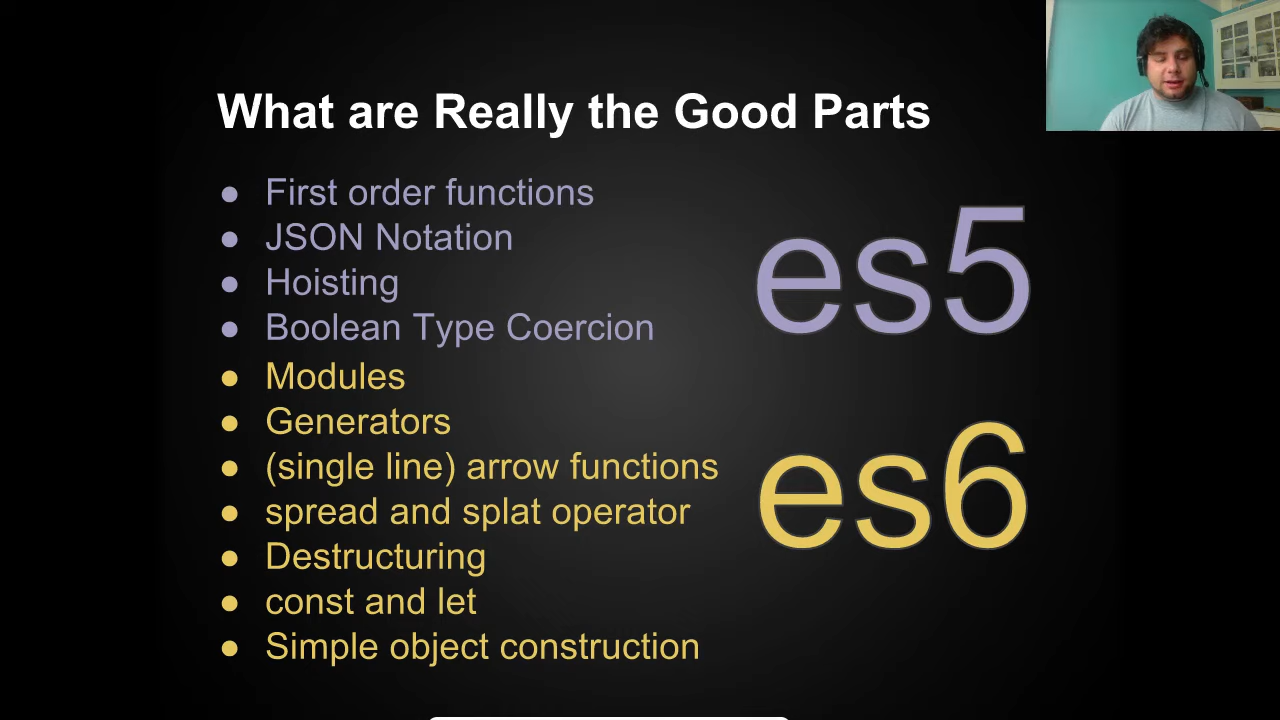 What are Really the Good Parts
● First order functions
● JSON Notation
● Hoisting
● Boolean Type Coercion
es5
● Modules
● Generators
● (single line) arrow functions
● spread and splat operator
● Destructuring
● const and let
● Simple object construction
es6